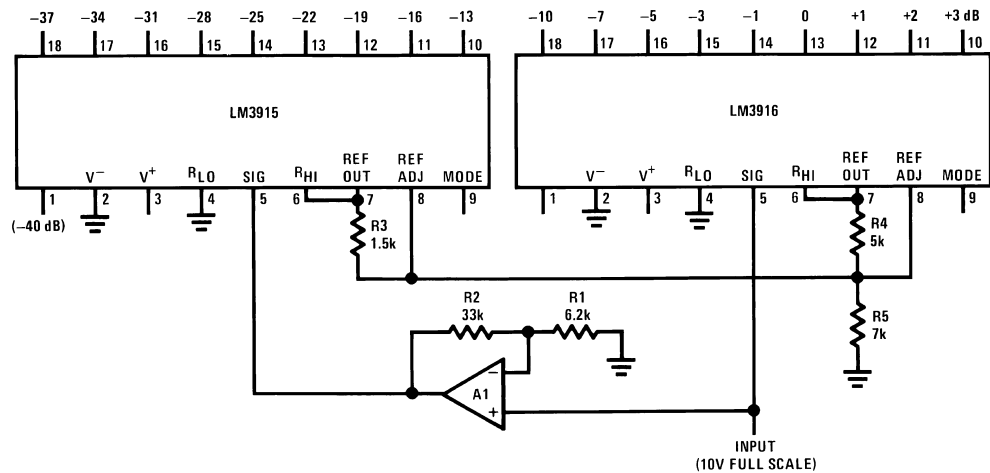 −37 −34 −31 −28 −25 −22 −19 −16 −13 −10 −7 −5 −3 −1 0 +1 +2 +3 dB
18 17 16 15 14 13 12 11 10 18 17 16 15 14 13 12 11 10
LM3915 LM3916
REF REF REF REF
V− V+ RLO SIG RHI OUT ADJ MODE V− V+ RLO SIG RHI OUT ADJ MODE
1 2 3 4 5 6 7 8 9 1 2 3 4 5 6 7 8 9
(−40 dB)
R3
1.5k
R4
5k
R2 R1
33k 6.2k
R5
7k
−
A1
+
INPUT
(10V FULL SCALE)